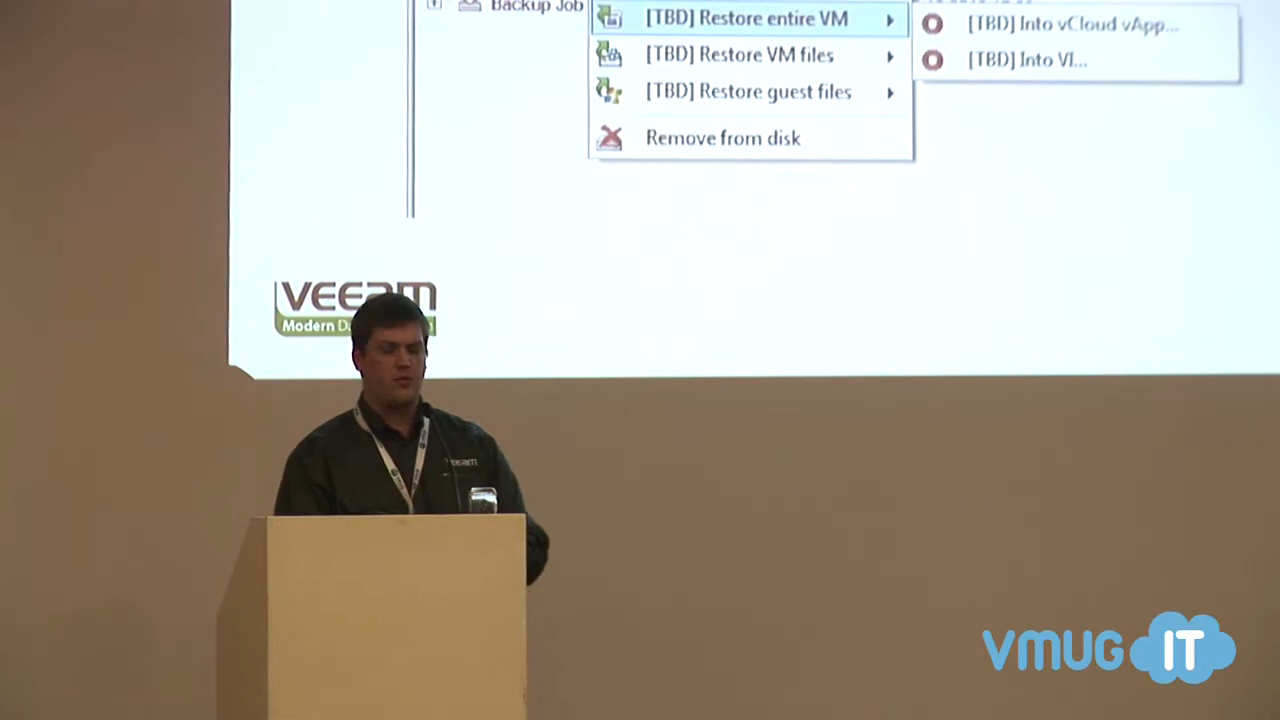 Backup Job
[TBD] Restore entire VM
[TBD] Into vCloud vApp...
[TBD] Restore VM files
[TBD] Into VI...
[TBD] Restore guest files
Remove from disk
VEEAM
Modern
VEEAM
VMUG IT